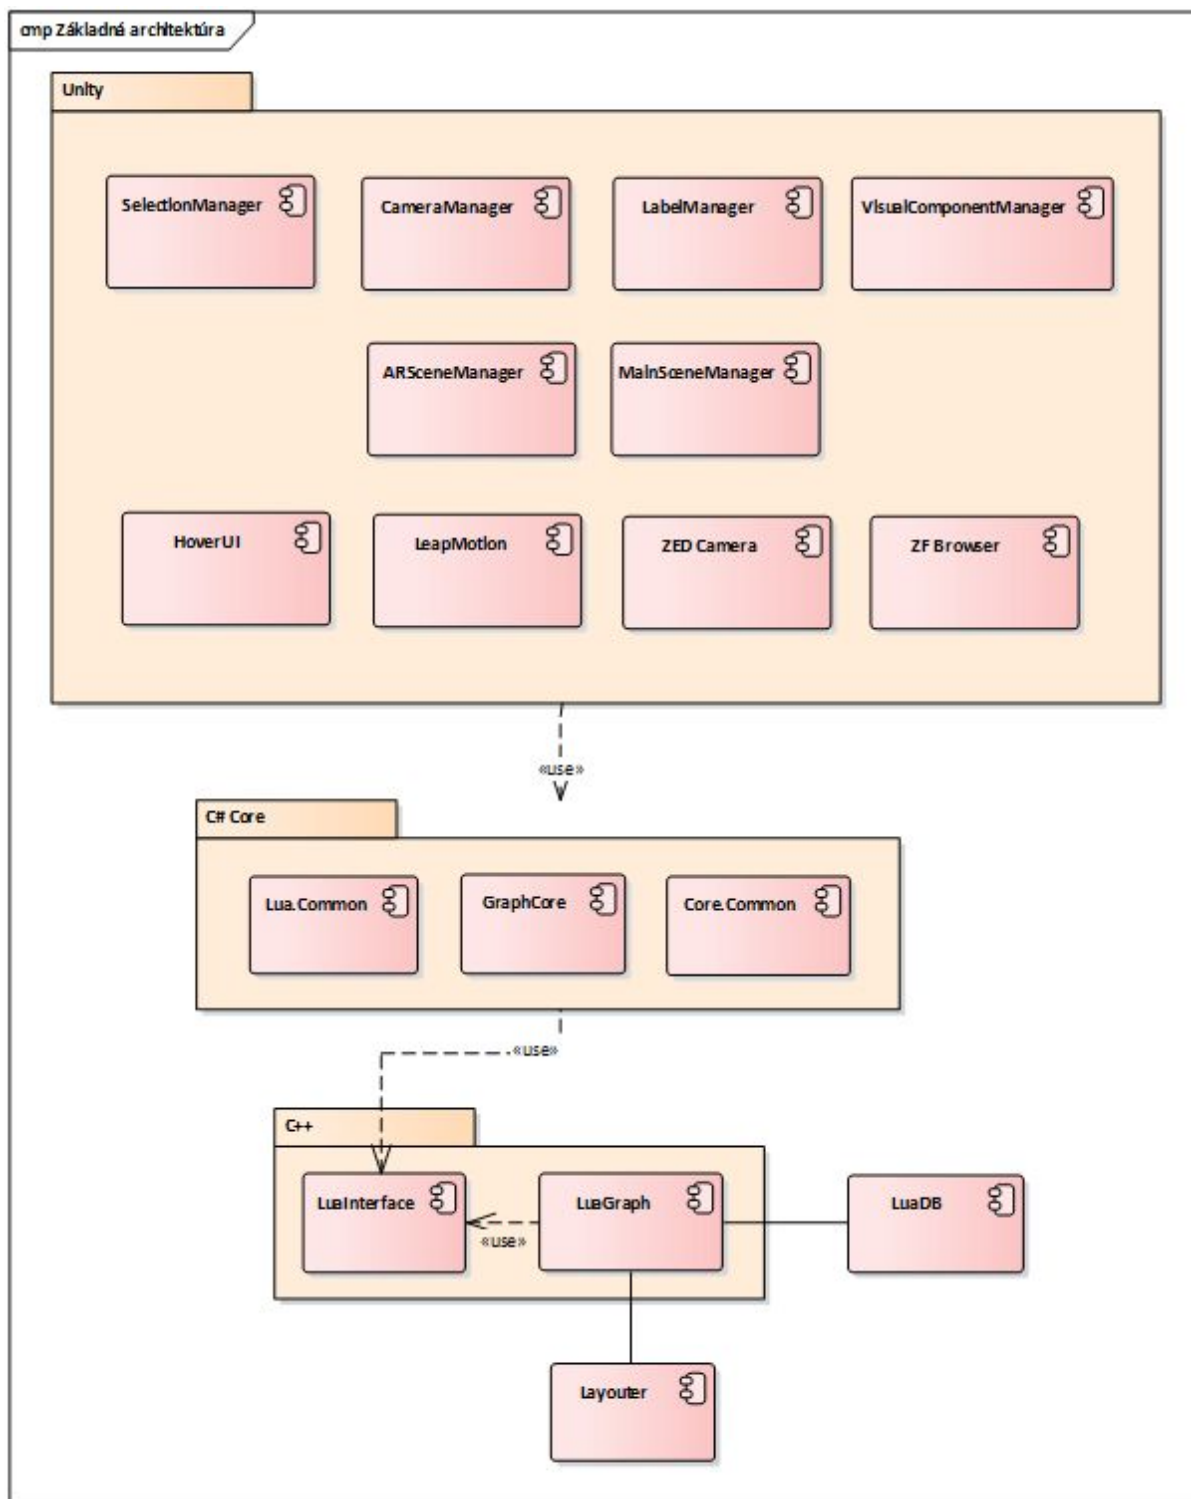 cmp Základná architektúra
Unity
SelectionManager
CameraManager
LabelManager
VisualComponentManager
ARSceneManager
MainSceneManager
HoverUI
LeapMotion
ZED Camera
ZF Browser
«use»
C# Core
Lua.Common
GraphCore
Core.Common
«use»
C++
LuaInterface
LuaGraph
LuaDB
«use»
Layouter